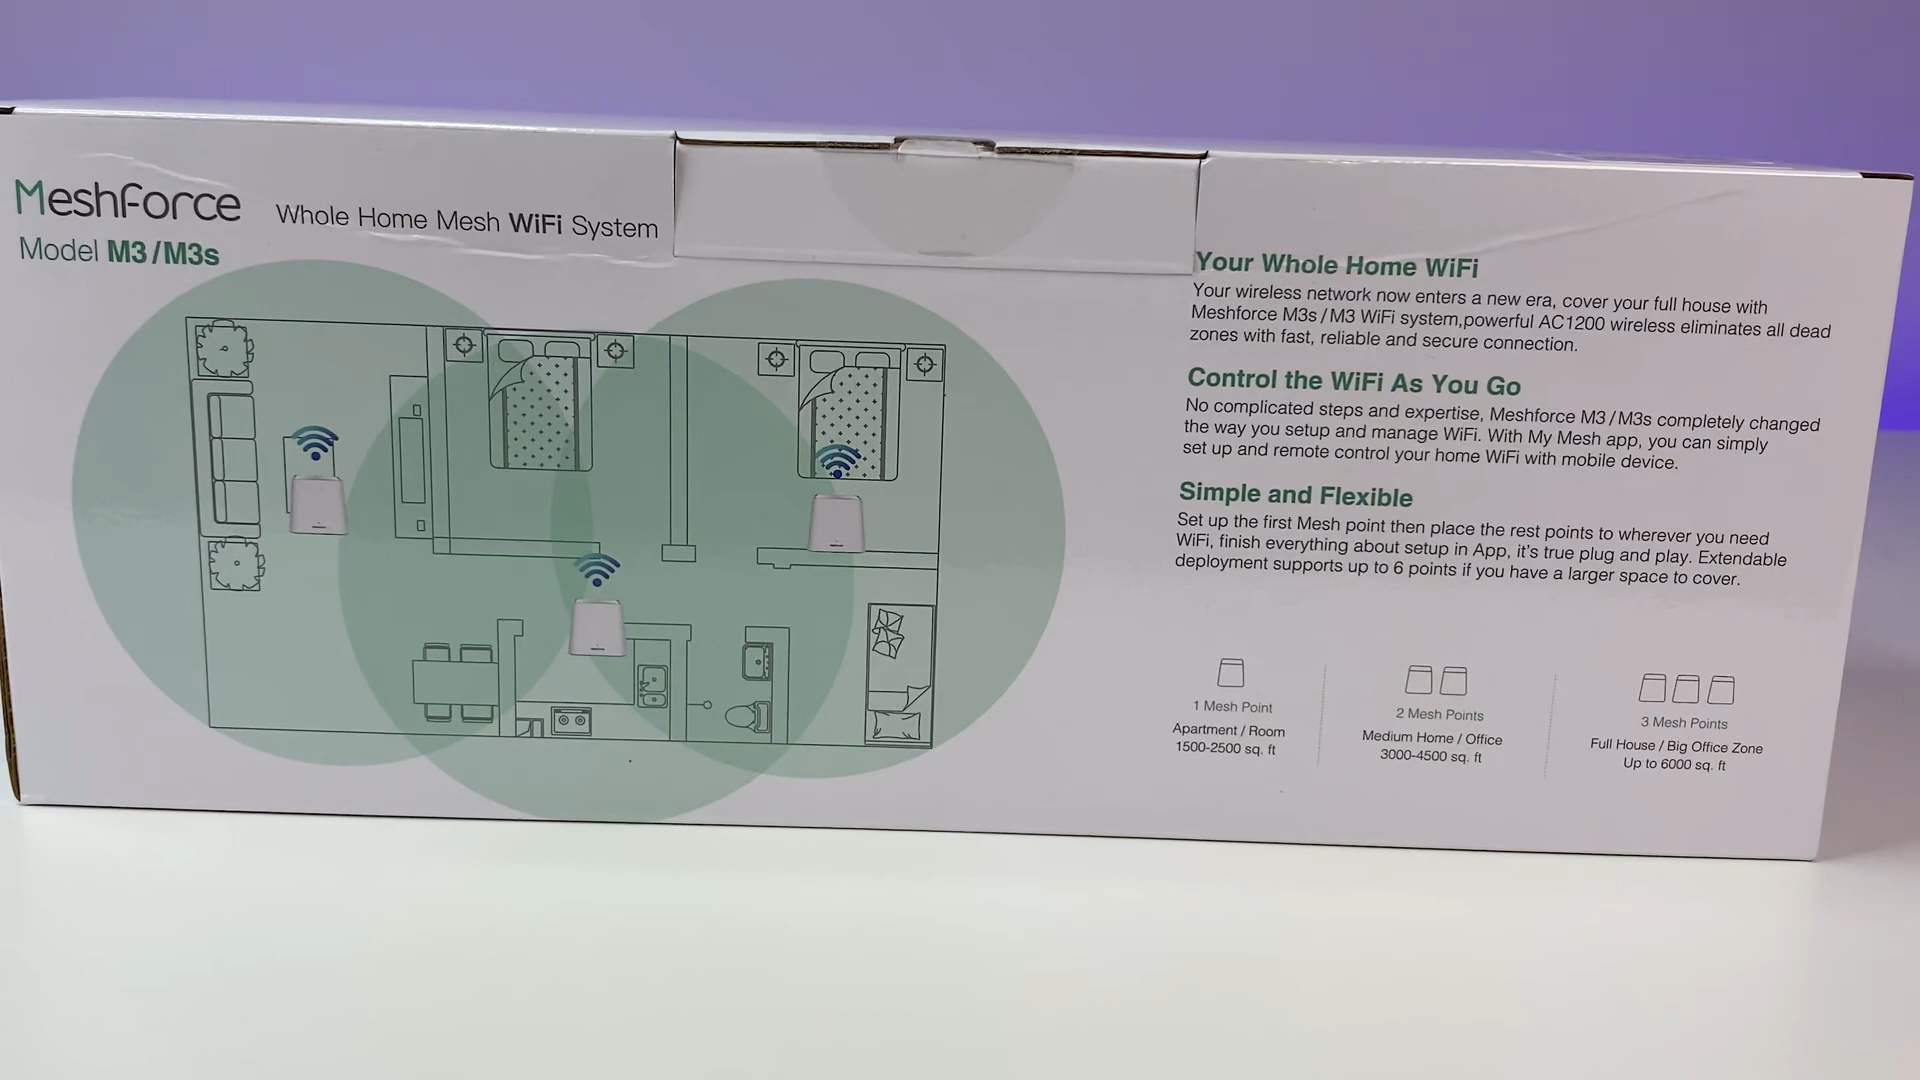 MeshForce
Whole Home Mesh WiFi System
Model M3/M3s
Your Whole Home WiFi
Your wireless network now enters a new era, cover your full house with
Meshforce M3s/M3 WiFi system,powerful AC1200 wireless eliminates all dead
zones with fast, reliable and secure connection.
Control the WiFi As You Go
No complicated steps and expertise, Meshforce M3/M3s completely changed
the way you setup and manage WiFi. With My Mesh app, you can simply
set up and remote control your home WiFi with mobile device.
Simple and Flexible
Set up the first Mesh point then place the rest points to wherever you need
WiFi, finish everything about setup in App, it's true plug and play. Extendable
deployment supports up to 6 points if you have a larger space to cover.
1 Mesh Point
Apartment / Room
1500-2500 sq. ft
2 Mesh Points
Medium Home / Office
3000-4500 sq. ft
3 Mesh Points
Full House / Big Office Zone
Up to 6000 sq. ft